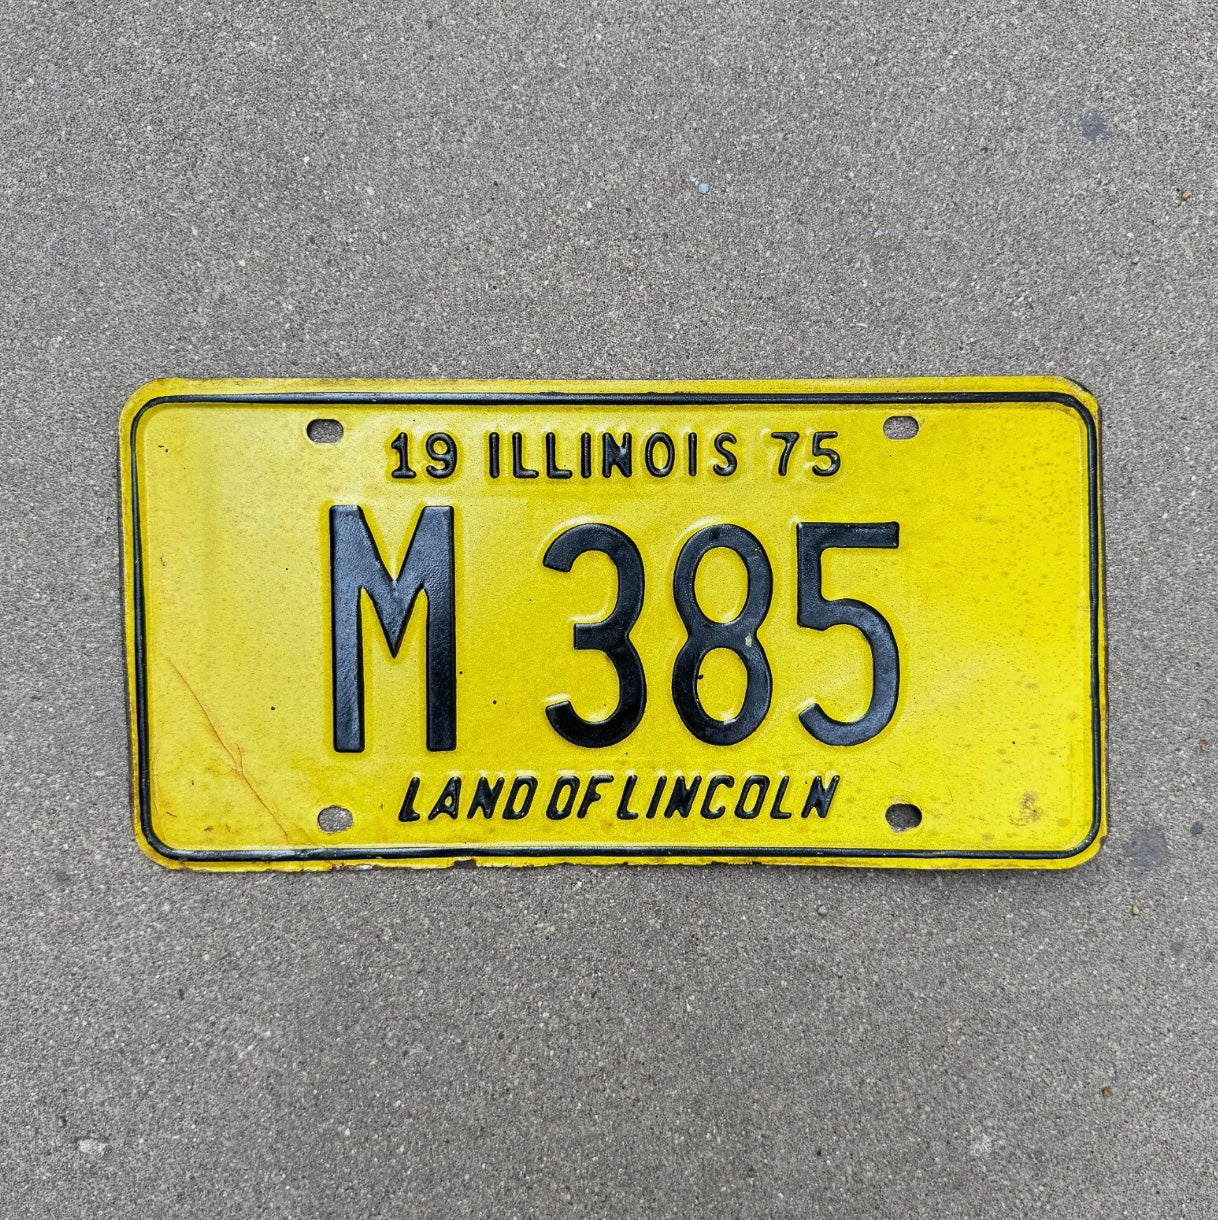 19 ILLINOIS 75
M 385
LAND OF LINCOLN